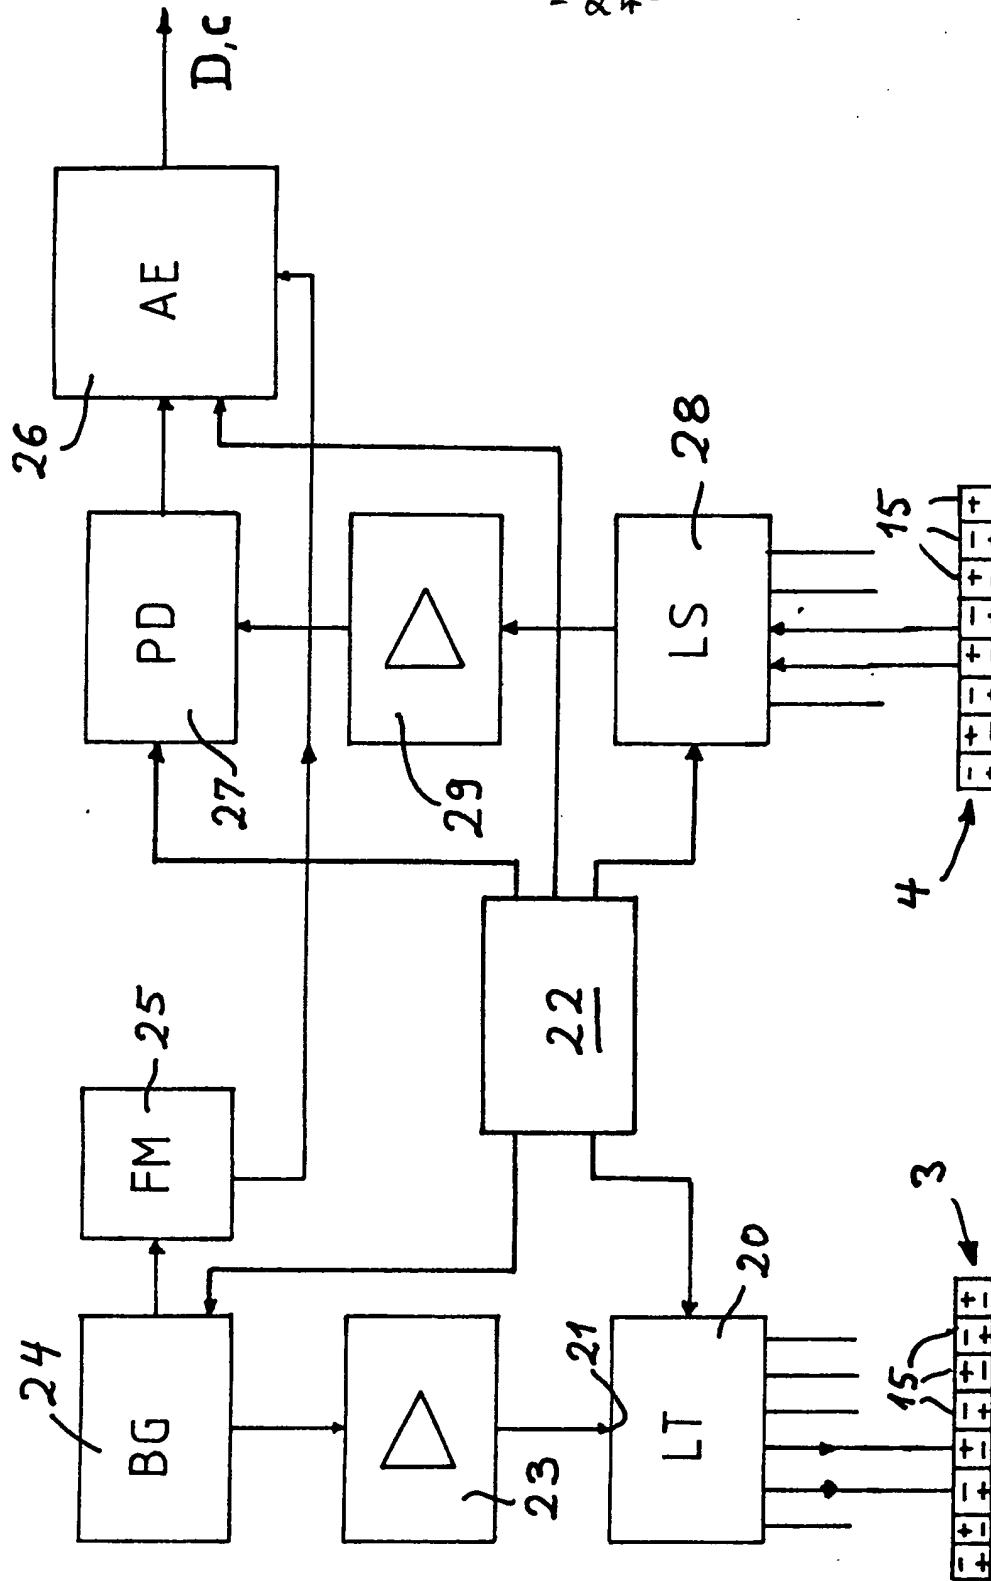 24
BG
FM
25
26
AE
D,C
27
PD
23
29
22
21
LT
20
LS
28
3
15
- + - + - + - +
+ - + - + - + -
4
15
- + - + - + - +